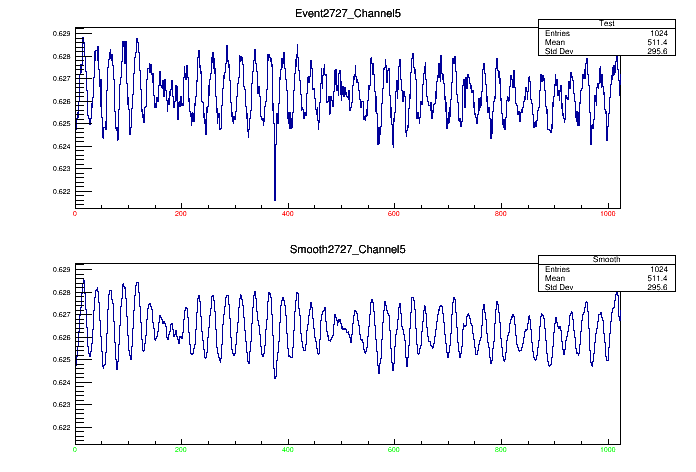 Event2727_Channel5
Test
Entries 1024
Mean 511.4
Std Dev 295.6
0.629
0.628
0.627
0.626
0.625
0.624
0.623
0.622
0 200 400 600 800 1000
Smooth2727_Channel5
Smooth
Entries 1024
Mean 511.4
Std Dev 295.6
0.629
0.628
0.627
0.626
0.625
0.624
0.623
0.622
0 200 400 600 800 1000